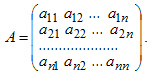 A = ( a₁₁ a₁₂ ... a₁ₙ
a₂₁ a₂₂ ... a₂ₙ
.....................
aₙ₁ aₙ₂ ... aₙₙ ) .